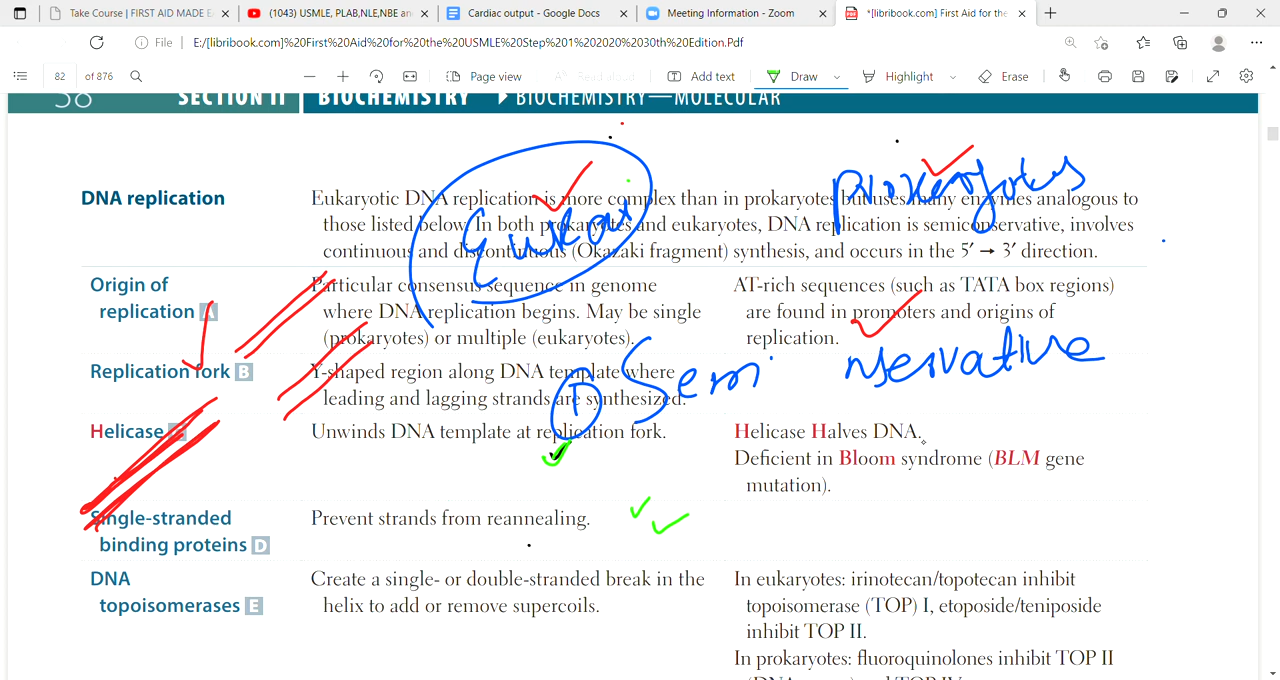 Take Course | FIRST AID MADE EA
(1043) USMLE, PLAB,NLE,NBE an
Cardiac output - Google Docs
Meeting Information - Zoom
*[libribook.com] First Aid for the
File
E:/[libribook.com]%20First%20Aid%20for%20the%20USMLE%20Step%201%202020%2030th%20Edition.Pdf
82 of 876
Page view
Read aloud
Add text
Draw
Highlight
Erase
58 SECTION II BIOCHEMISTRY BIOCHEMISTRY—MOLECULAR
Prokaryotes
DNA replication
Eukaryotic DNA replication is more complex than in prokaryotes but uses many enzymes analogous to
those listed below. In both prokaryotes and eukaryotes, DNA replication is semiconservative, involves
continuous and discontinuous (Okazaki fragment) synthesis, and occurs in the 5′ → 3′ direction.
Origin of
replication A
Particular consensus sequence in genome
where DNA replication begins. May be single
(prokaryotes) or multiple (eukaryotes).
AT-rich sequences (such as TATA box regions)
are found in promoters and origins of
replication.
Replication fork B
Y-shaped region along DNA template where
leading and lagging strands are synthesized.
① Semi nservative
Helicase
Unwinds DNA template at replication fork.
Helicase Halves DNA.
Deficient in Bloom syndrome (BLM gene
mutation).
Single-stranded
binding proteins D
Prevent strands from reannealing.
DNA
topoisomerases E
Create a single- or double-stranded break in the
helix to add or remove supercoils.
In eukaryotes: irinotecan/topotecan inhibit
topoisomerase (TOP) I, etoposide/teniposide
inhibit TOP II.
In prokaryotes: fluoroquinolones inhibit TOP II